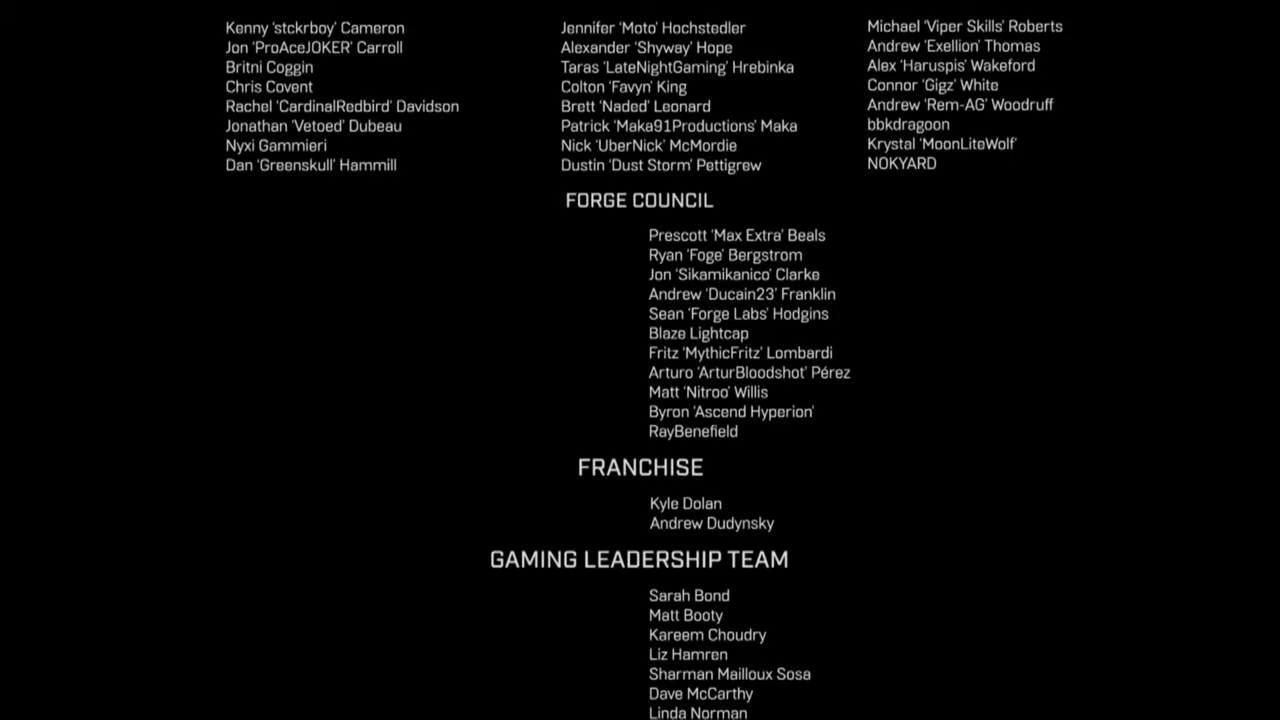 Kenny 'stckrboy' Cameron
Jon 'ProAceJOKER' Carroll
Britni Coggin
Chris Covent
Rachel 'CardinalRedbird' Davidson
Jonathan 'Vetoed' Dubeau
Nyxi Gammieri
Dan 'Greenskull' Hammill
Jennifer 'Moto' Hochstedler
Alexander 'Shyway' Hope
Taras 'LateNightGaming' Hrebinka
Colton 'Favyn' King
Brett 'Naded' Leonard
Patrick 'Maka91Productions' Maka
Nick 'UberNick' McMordie
Dustin 'Dust Storm' Pettigrew
Michael 'Viper Skills' Roberts
Andrew 'Exellion' Thomas
Alex 'Haruspis' Wakeford
Connor 'Gigz' White
Andrew 'Rem-AG' Woodruff
bbkdragoon
Krystal 'MoonLiteWolf'
NOKYARD
FORGE COUNCIL
Prescott 'Max Extra' Beals
Ryan 'Foge' Bergstrom
Jon 'Sikamikanico' Clarke
Andrew 'Ducain23' Franklin
Sean 'Forge Labs' Hodgins
Blaze Lightcap
Fritz 'MythicFritz' Lombardi
Arturo 'ArturBloodshot' Pérez
Matt 'Nitroo' Willis
Byron 'Ascend Hyperion'
RayBenefield
FRANCHISE
Kyle Dolan
Andrew Dudynsky
GAMING LEADERSHIP TEAM
Sarah Bond
Matt Booty
Kareem Choudry
Liz Hamren
Sharman Mailloux Sosa
Dave McCarthy
Linda Norman